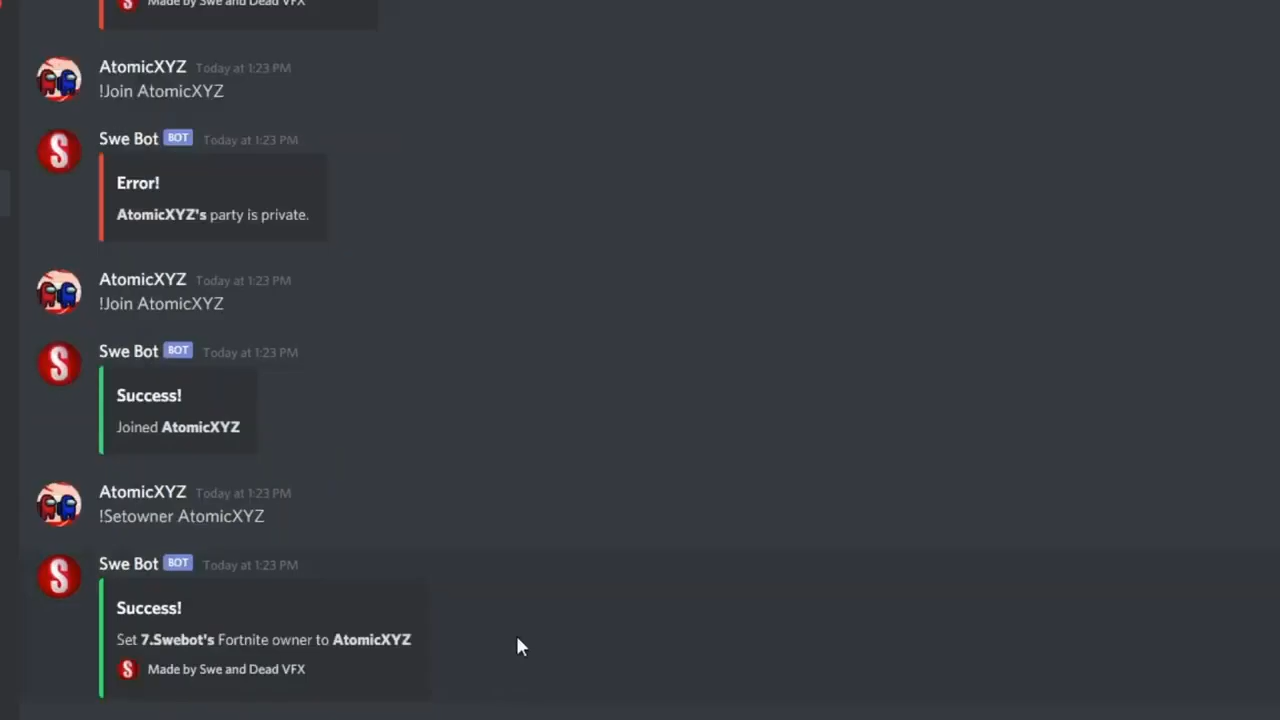 Made by Swe and Dead VFX
AtomicXYZ Today at 1:23 PM
!Join AtomicXYZ
Swe Bot BOT Today at 1:23 PM
Error!
AtomicXYZ's party is private.
AtomicXYZ Today at 1:23 PM
!Join AtomicXYZ
Swe Bot BOT Today at 1:23 PM
Success!
Joined AtomicXYZ
AtomicXYZ Today at 1:23 PM
!Setowner AtomicXYZ
Swe Bot BOT Today at 1:23 PM
Success!
Set 7.Swebot's Fortnite owner to AtomicXYZ
Made by Swe and Dead VFX